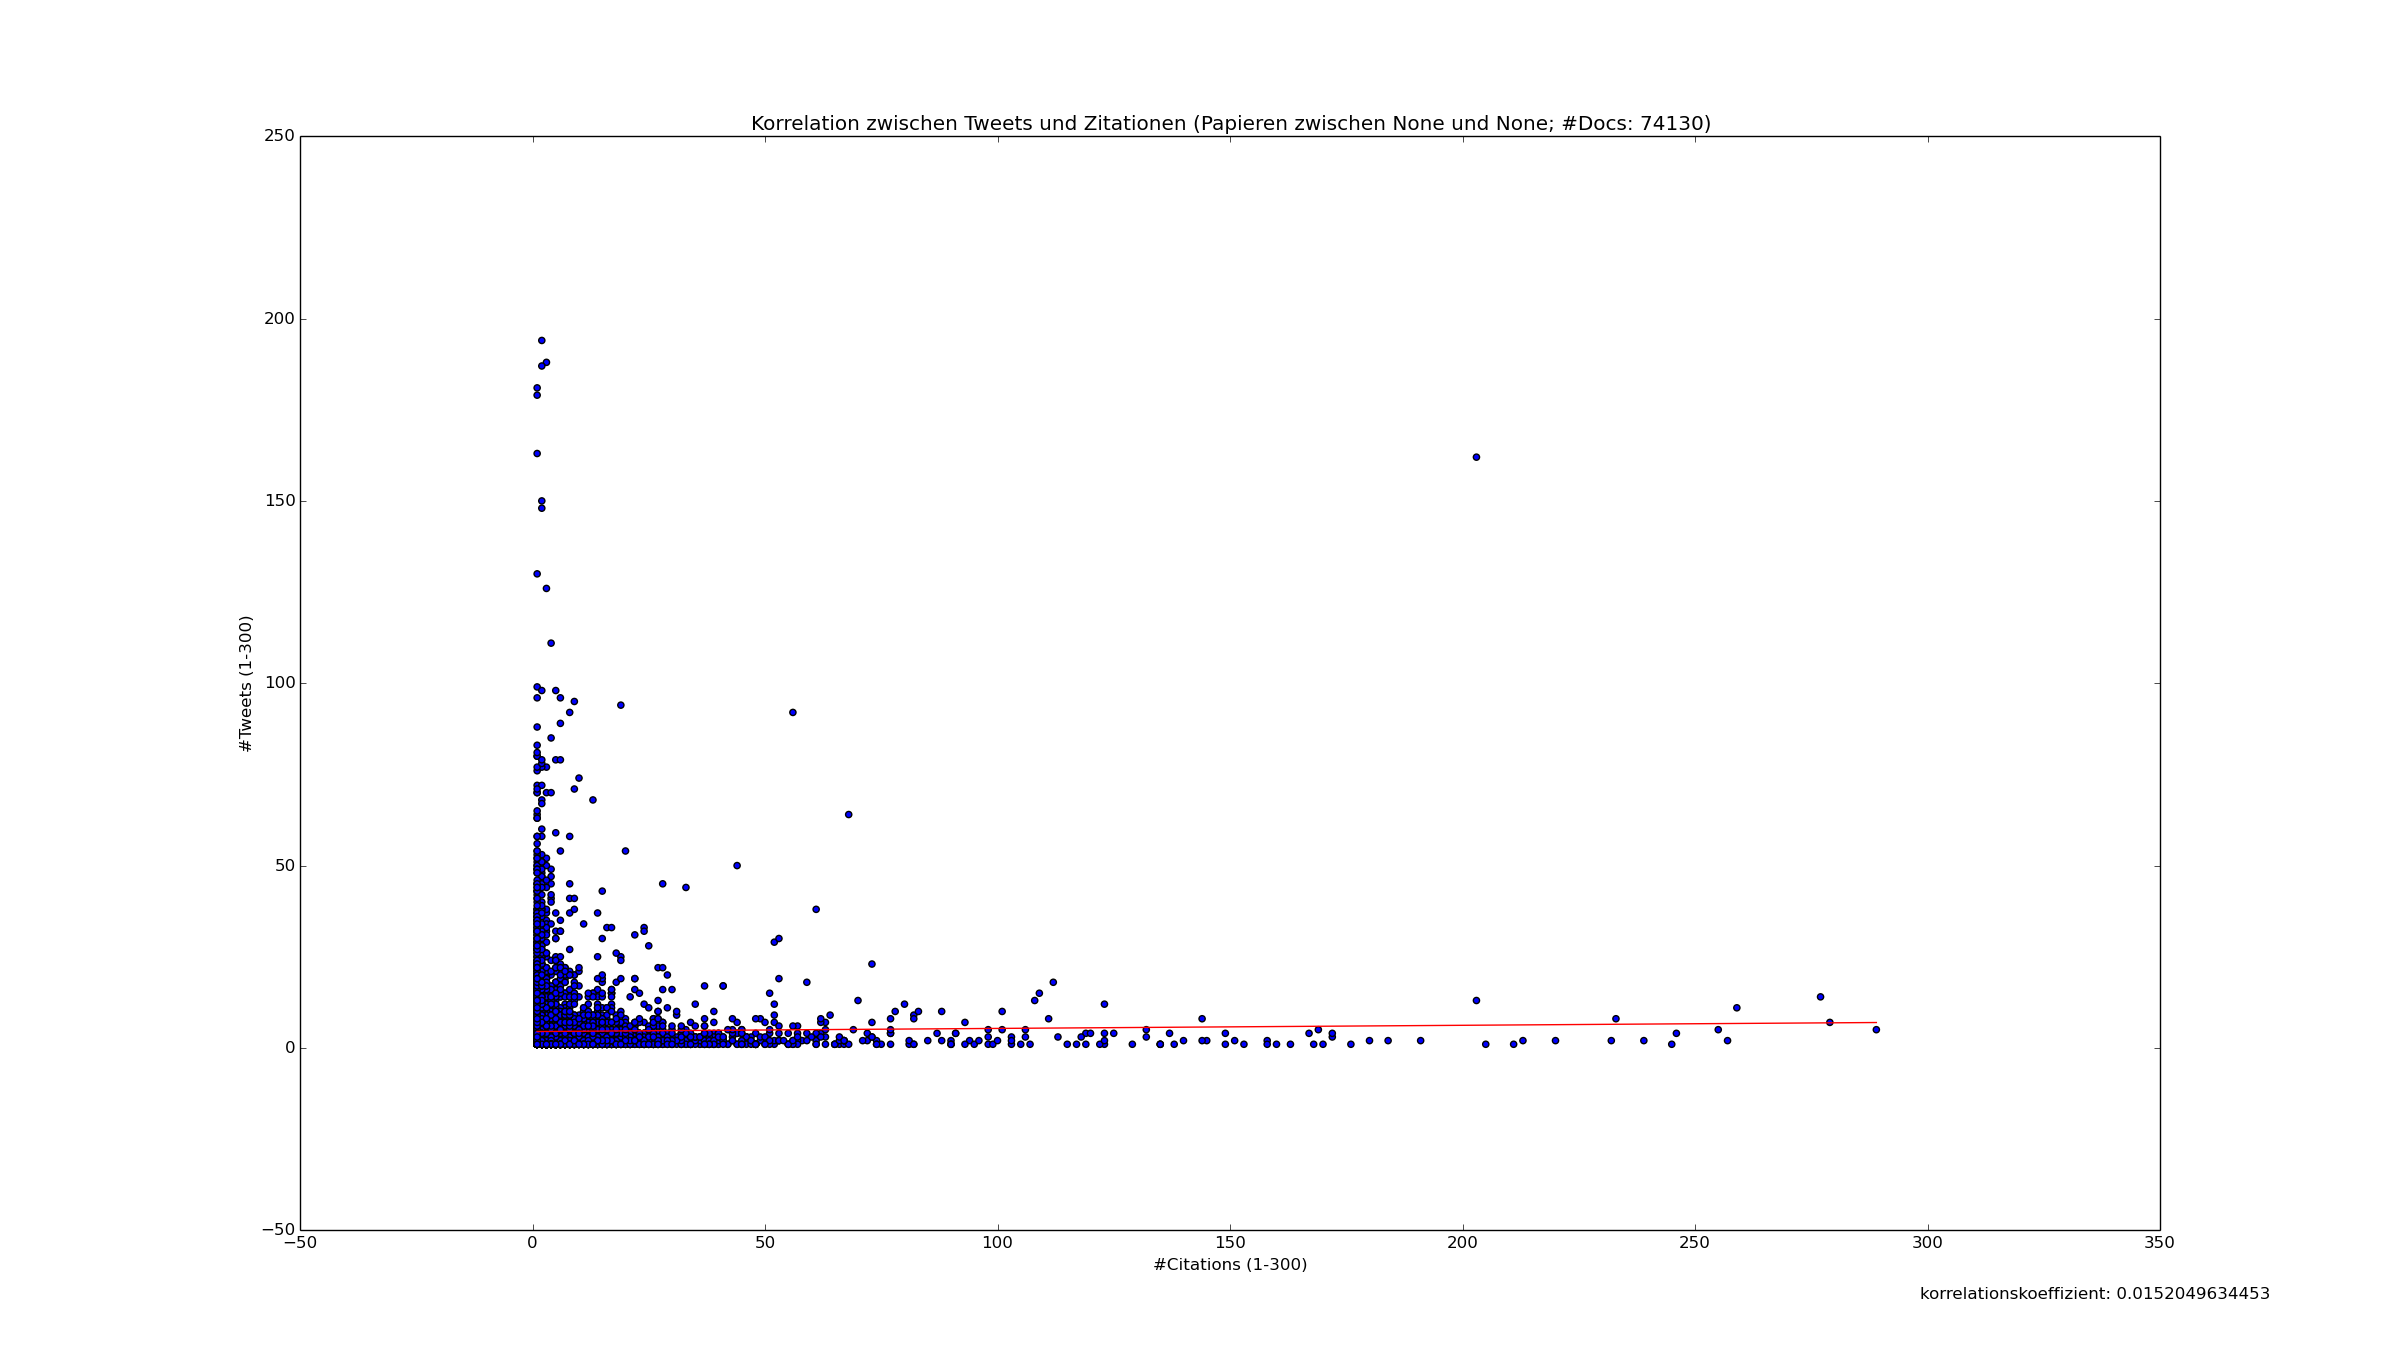 Korrelation zwischen Tweets und Zitationen (Papieren zwischen None und None; #Docs: 74130)
250
200
150
100
50
0
−50
#Tweets (1-300)
−50 0 50 100 150 200 250 300 350
#Citations (1-300)
korrelationskoeffizient: 0.0152049634453